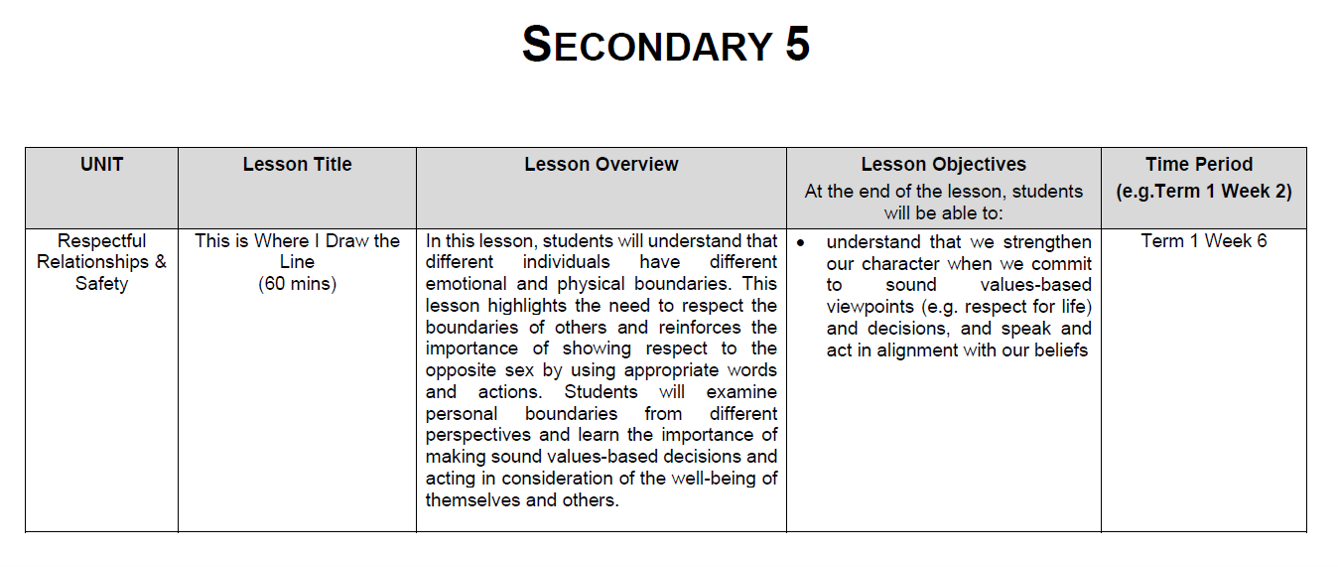 SECONDARY 5
UNIT
Lesson Title
Lesson Overview
Lesson Objectives
At the end of the lesson, students
will be able to:
Time Period
(e.g.Term 1 Week 2)
Respectful
Relationships &
Safety
This is Where I Draw the
Line
(60 mins)
In this lesson, students will understand that
different individuals have different
emotional and physical boundaries. This
lesson highlights the need to respect the
boundaries of others and reinforces the
importance of showing respect to the
opposite sex by using appropriate words
and actions. Students will examine
personal boundaries from different
perspectives and learn the importance of
making sound values-based decisions and
acting in consideration of the well-being of
themselves and others.
• understand that we strengthen
our character when we commit
to sound values-based
viewpoints (e.g. respect for life)
and decisions, and speak and
act in alignment with our beliefs
Term 1 Week 6